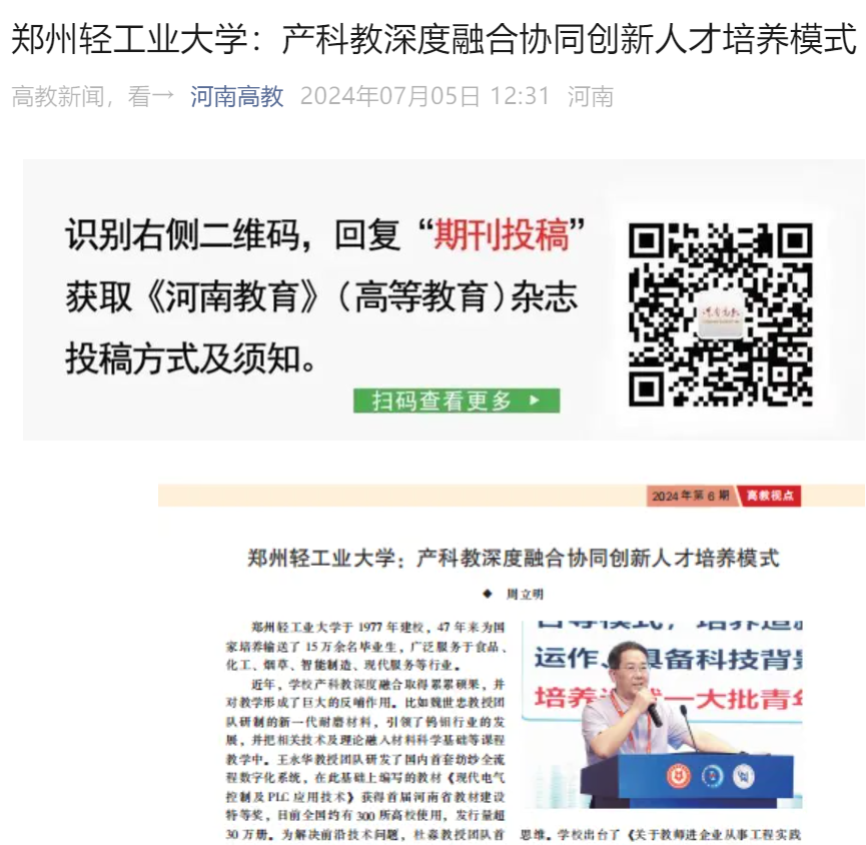 郑州轻工业大学：产科教深度融合协同创新人才培养模式
高教新闻，看→ 河南高教 2024年07月05日 12:31 河南
识别右侧二维码，回复“期刊投稿”
获取《河南教育》（高等教育）杂志
投稿方式及须知。
扫码查看更多
2024年第6期 高教视点
郑州轻工业大学：产科教深度融合协同创新人才培养模式
◆ 周立明
郑州轻工业大学于1977年建校，47年来为国
家培养输送了15万余名毕业生，广泛服务于食品、
化工、烟草、智能制造、现代服务等行业。
近年，学校产科教深度融合取得累累硕果，并
对教学形成了巨大的反哺作用。比如魏世忠教授团
队研制的新一代耐磨材料，引领了钨钼行业的发
展，并把相关技术及理论融入材料科学基础等课程
教学中。王永华教授团队研发了国内首套纺纱全流
程数字化系统，在此基础上编写的教材《现代电气
控制及PLC应用技术》获得首届河南省教材建设
特等奖，目前全国均有300所高校使用，发行量超
30万册。为解决前沿技术问题，杜淼教授团队首
运作、具备科技背景
培养 一大批青年
思维。学校出台了《关于教师进企业从事工程实践